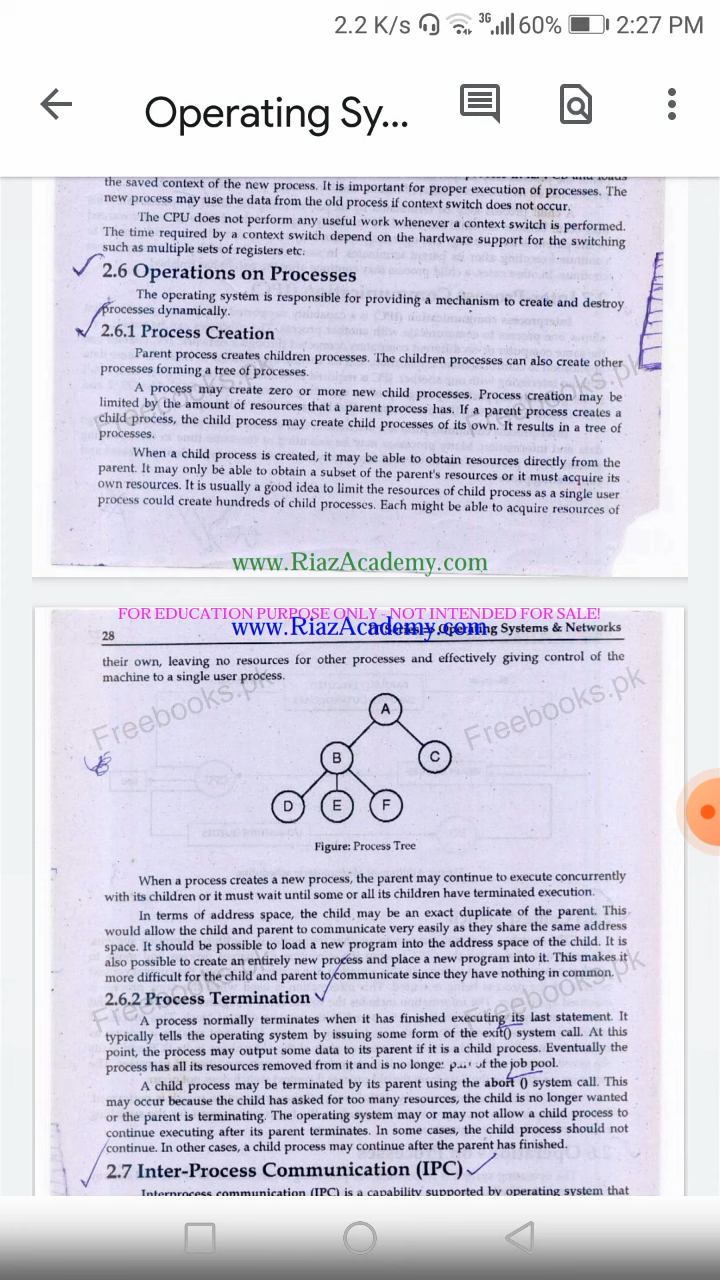 2.2 K/s 3G 60% 2:27 PM
Operating Sy...
the saved context of the new process. It is important for proper execution of processes. The
new process may use the data from the old process if context switch does not occur.
The CPU does not perform any useful work whenever a context switch is performed.
The time required by a context switch depend on the hardware support for the switching
such as multiple sets of registers etc.
2.6 Operations on Processes
The operating system is responsible for providing a mechanism to create and destroy
processes dynamically.
2.6.1 Process Creation
Parent process creates children processes. The children processes can also create other
processes forming a tree of processes.
A process may create zero or more new child processes. Process creation may be
limited by the amount of resources that a parent process has. If a parent process creates a
child process, the child process may create child processes of its own. It results in a tree of
processes.
Freebooks.pk Freebooks.pk
When a child process is created, it may be able to obtain resources directly from the
parent. It may only be able to obtain a subset of the parent's resources or it must acquire its
own resources. It is usually a good idea to limit the resources of child process as a single user
process could create hundreds of child processes. Each might be able to acquire resources of
www.RiazAcademy.com
FOR EDUCATION PURPOSE ONLY - NOT INTENDED FOR SALE!
www.RiazAcademy.com
28 Operating Systems & Networks
their own, leaving no resources for other processes and effectively giving control of the
machine to a single user process.
Freebooks.pk Freebooks.pk
A
B C
D E F
Figure: Process Tree
When a process creates a new process, the parent may continue to execute concurrently
with its children or it must wait until some or all its children have terminated execution.
In terms of address space, the child may be an exact duplicate of the parent. This
would allow the child and parent to communicate very easily as they share the same address
space. It should be possible to load a new program into the address space of the child. It is
also possible to create an entirely new process and place a new program into it. This makes it
more difficult for the child and parent to communicate since they have nothing in common.
2.6.2 Process Termination
Freebooks.pk Freebooks.pk
A process normally terminates when it has finished executing its last statement. It
typically tells the operating system by issuing some form of the exit() system call. At this
point, the process may output some data to its parent if it is a child process. Eventually the
process has all its resources removed from it and is no longer part of the job pool.
A child process may be terminated by its parent using the abort () system call. This
may occur because the child has asked for too many resources, the child is no longer wanted
or the parent is terminating. The operating system may or may not allow a child process to
continue executing after its parent terminates. In some cases, the child process should not
continue. In other cases, a child process may continue after the parent has finished.
2.7 Inter-Process Communication (IPC)
Interprocess communication (IPC) is a capability supported by operating system that